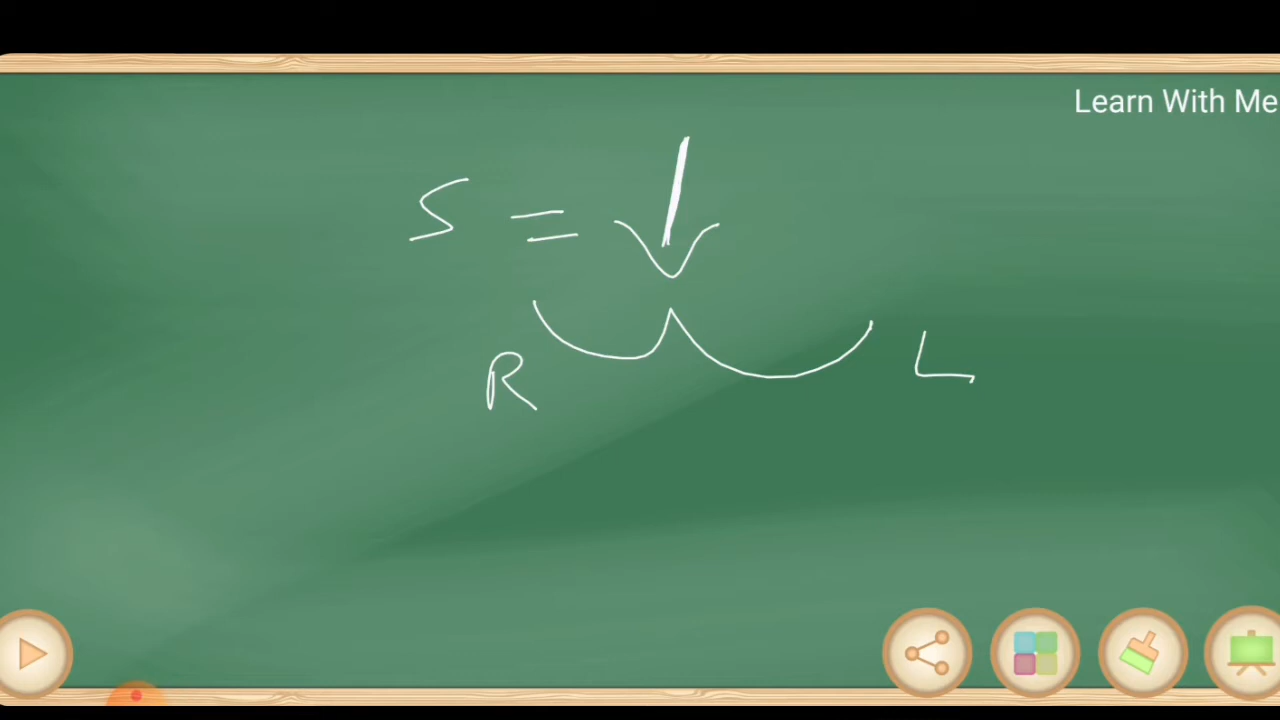 Learn With Me
S = ↓
R L